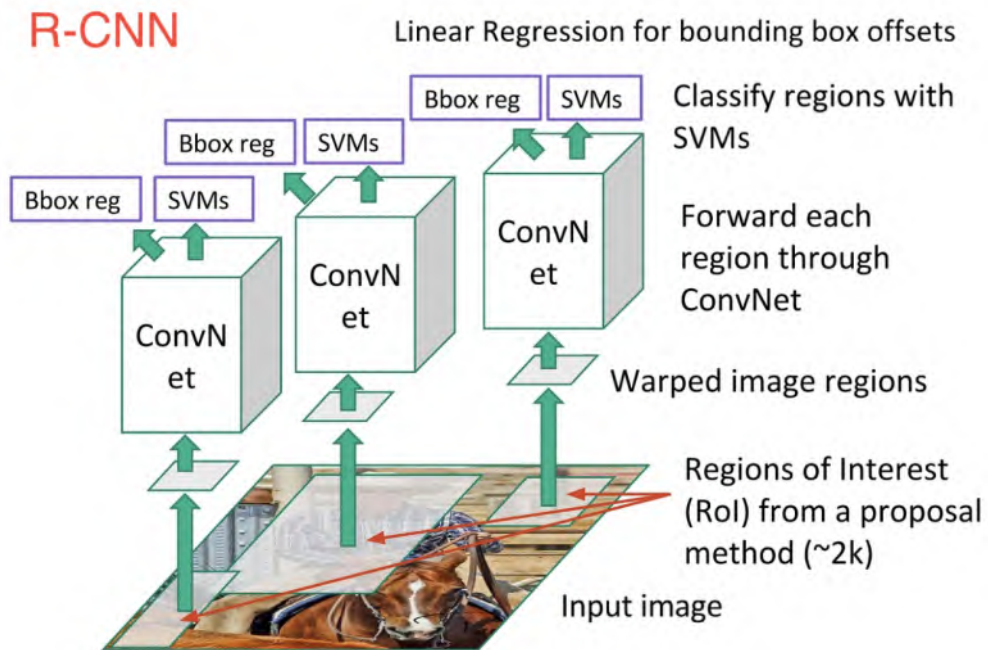 R-CNN
Linear Regression for bounding box offsets
Bbox reg
SVMs
Classify regions with
SVMs
Bbox reg
SVMs
Bbox reg
SVMs
Forward each
region through
ConvNet
ConvN
et
ConvN
et
ConvN
et
Warped image regions
Regions of Interest
(RoI) from a proposal
method (~2k)
Input image